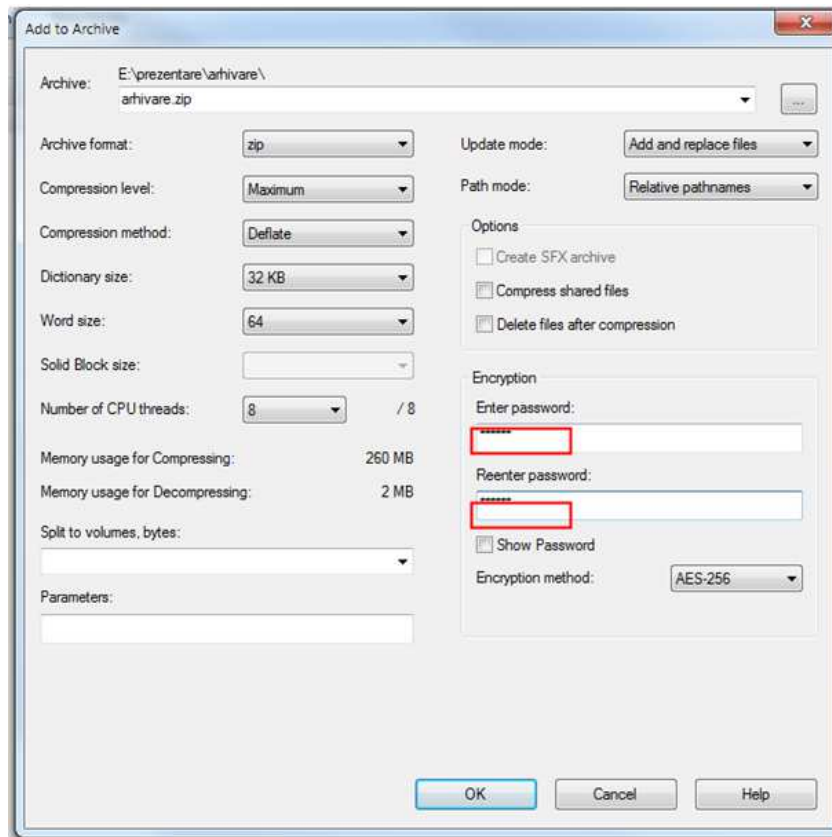 Add to Archive
Archive:
E:\prezentare\arhivare\
arhivare.zip
...
Archive format:
zip
Compression level:
Maximum
Compression method:
Deflate
Dictionary size:
32 KB
Word size:
64
Solid Block size:
Number of CPU threads:
8
/ 8
Memory usage for Compressing:
260 MB
Memory usage for Decompressing:
2 MB
Split to volumes, bytes:
Parameters:
Update mode:
Add and replace files
Path mode:
Relative pathnames
Options
Create SFX archive
Compress shared files
Delete files after compression
Encryption
Enter password:
••••••
Reenter password:
••••••
Show Password
Encryption method:
AES-256
OK
Cancel
Help